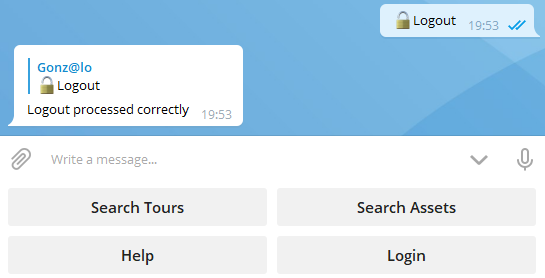 🔒Logout 19:53
Gonz@lo
🔒Logout
Logout processed correctly 19:53
Write a message...
Search Tours Search Assets
Help Login